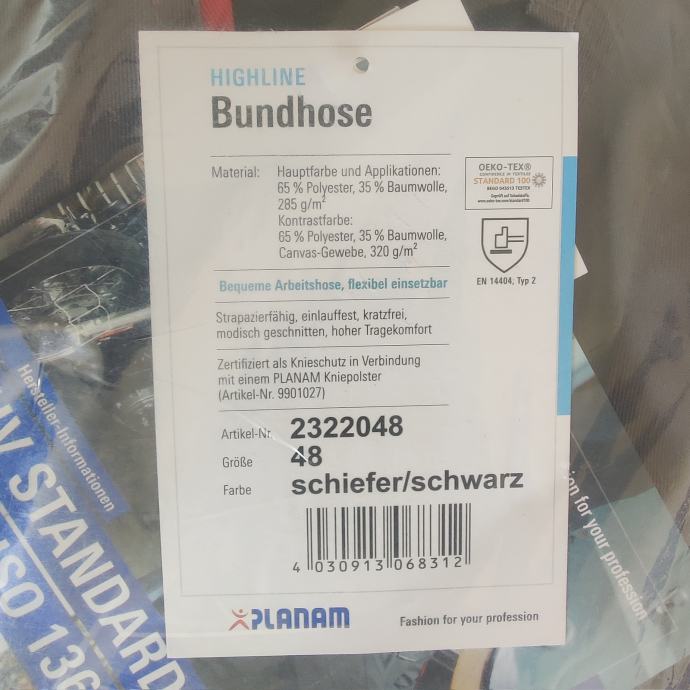 HIGHLINE
Bundhose
Material: Hauptfarbe und Applikationen:
65 % Polyester, 35 % Baumwolle,
285 g/m²
Kontrastfarbe:
65 % Polyester, 35 % Baumwolle,
Canvas-Gewebe, 320 g/m²
OEKO-TEX®
CONFIDENCE IN TEXTILES
STANDARD 100
EN 14404, Typ 2
Bequeme Arbeitshose, flexibel einsetzbar
Strapazierfähig, einlauffest, kratzfrei,
modisch geschnitten, hoher Tragekomfort
Zertifiziert als Knieschutz in Verbindung
mit einem PLANAM Kniepolster
(Artikel-Nr. 9901027)
Artikel-Nr. 2322048
Größe 48
Farbe schiefer/schwarz
4 030913 068312
PLANAM
Fashion for your profession
Hersteller-Informationen
STANDARD
ion for your profession